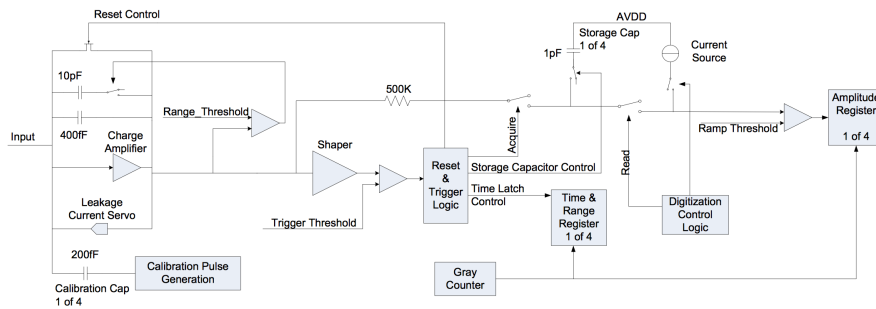 Reset Control
AVDD
Storage Cap
1 of 4
1pF
Current
Source
10pF
500K
Range_Threshold
Amplitude
Register
1 of 4
400fF
Input
Charge
Amplifier
Ramp Threshold
Shaper
Acquire
Reset
&
Trigger
Logic
Storage Capacitor Control
Read
Time Latch
Control
Leakage
Current Servo
Trigger Threshold
Time &
Range
Register
1 of 4
Digitization
Control
Logic
200fF
Calibration Pulse
Generation
Calibration Cap
1 of 4
Gray
Counter